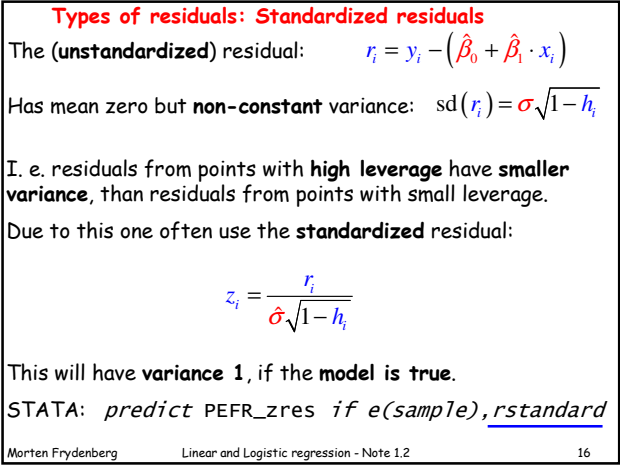 Types of residuals: Standardized residuals
The (unstandardized) residual: r_i = y_i − (β̂_0 + β̂_1 · x_i)
Has mean zero but non-constant variance: sd(r_i) = σ√(1 − h_i)
I. e. residuals from points with high leverage have smaller
variance, than residuals from points with small leverage.
Due to this one often use the standardized residual:
z_i = r_i / (σ̂√(1 − h_i))
This will have variance 1, if the model is true.
STATA: predict PEFR_zres if e(sample),rstandard
Morten Frydenberg Linear and Logistic regression - Note 1.2 16